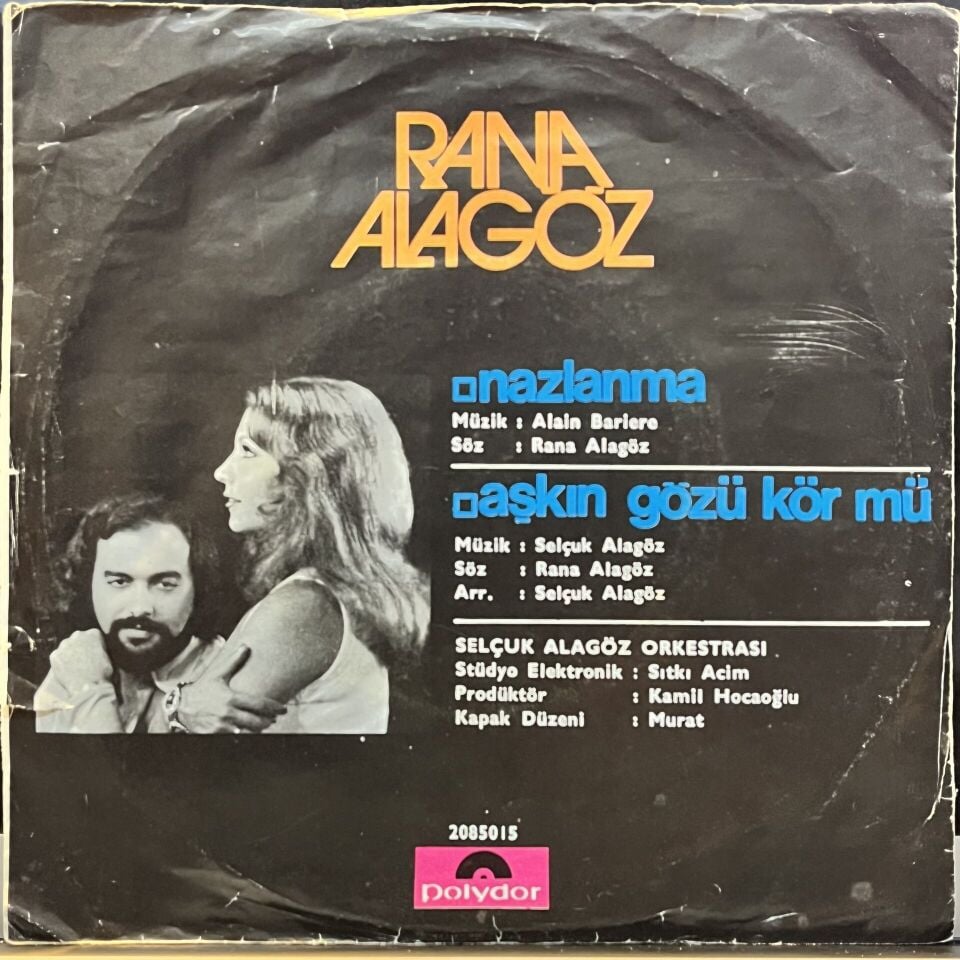 RANA
ALAGÖZ
nazlanma
Müzik : Alain Bariere
Söz : Rana Alagöz
aşkın gözü kör mü
Müzik : Selçuk Alagöz
Söz : Rana Alagöz
Arr. : Selçuk Alagöz
SELÇUK ALAGÖZ ORKESTRASI
Stüdyo Elektronik : Sıtkı Acim
Prodüktör : Kamil Hocaoğlu
Kapak Düzeni : Murat
2085015
polydor